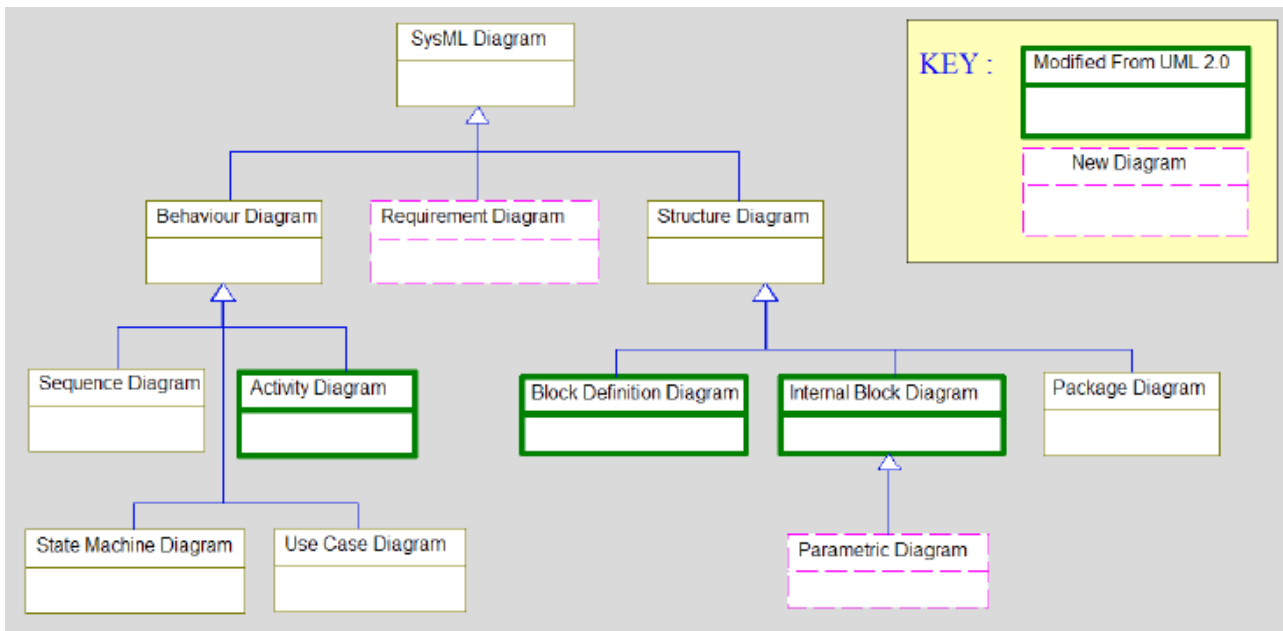 SysML Diagram
KEY :
Modified From UML 2.0
New Diagram
Behaviour Diagram
Requirement Diagram
Structure Diagram
Sequence Diagram
Activity Diagram
Block Definition Diagram
Internal Block Diagram
Package Diagram
State Machine Diagram
Use Case Diagram
Parametric Diagram